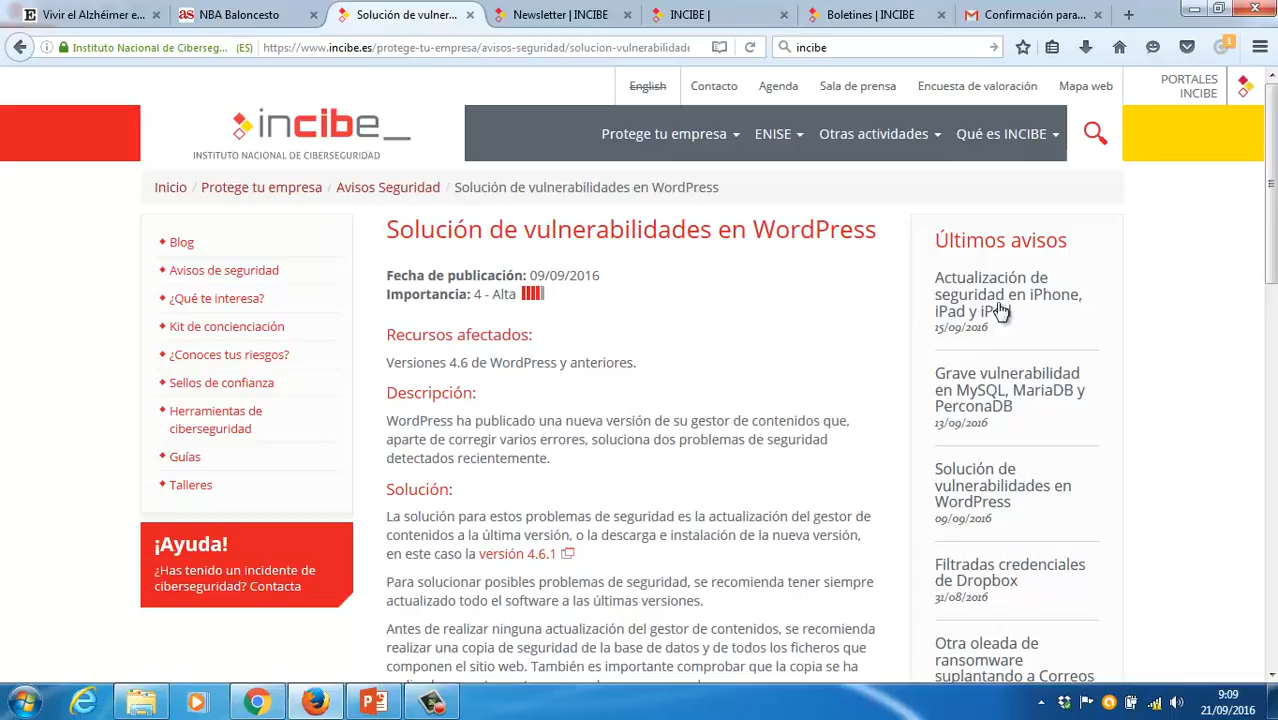 Vivir el Alzhéimer e...
NBA Baloncesto
Solución de vulner...
Newsletter | INCIBE
INCIBE |
Boletines | INCIBE
Confirmación para...
Instituto Nacional de Ciberseg... (ES)
https://www.incibe.es/protege-tu-empresa/avisos-seguridad/solucion-vulnerabilidade
incibe
1
English
Contacto
Agenda
Sala de prensa
Encuesta de valoración
Mapa web
PORTALES
INCIBE
incibe_
INSTITUTO NACIONAL DE CIBERSEGURIDAD
Protege tu empresa
ENISE
Otras actividades
Qué es INCIBE
Inicio / Protege tu empresa / Avisos Seguridad / Solución de vulnerabilidades en WordPress
Blog
Avisos de seguridad
¿Qué te interesa?
Kit de concienciación
¿Conoces tus riesgos?
Sellos de confianza
Herramientas de
ciberseguridad
Guías
Talleres
¡Ayuda!
¿Has tenido un incidente de
ciberseguridad? Contacta
Solución de vulnerabilidades en WordPress
Fecha de publicación: 09/09/2016
Importancia: 4 - Alta
Recursos afectados:
Versiones 4.6 de WordPress y anteriores.
Descripción:
WordPress ha publicado una nueva versión de su gestor de contenidos que,
aparte de corregir varios errores, soluciona dos problemas de seguridad
detectados recientemente.
Solución:
La solución para estos problemas de seguridad es la actualización del gestor de
contenidos a la última versión, o la descarga e instalación de la nueva versión,
en este caso la versión 4.6.1
Para solucionar posibles problemas de seguridad, se recomienda tener siempre
actualizado todo el software a las últimas versiones.
Antes de realizar ninguna actualización del gestor de contenidos, se recomienda
realizar una copia de seguridad de la base de datos y de todos los ficheros que
componen el sitio web. También es importante comprobar que la copia se ha
Últimos avisos
Actualización de
seguridad en iPhone,
iPad y
15/09/2016
Grave vulnerabilidad
en MySQL, MariaDB y
PerconaDB
13/09/2016
Solución de
vulnerabilidades en
WordPress
09/09/2016
Filtradas credenciales
de Dropbox
31/08/2016
Otra oleada de
ransomware
suplantando a Correos
9:09
21/09/2016